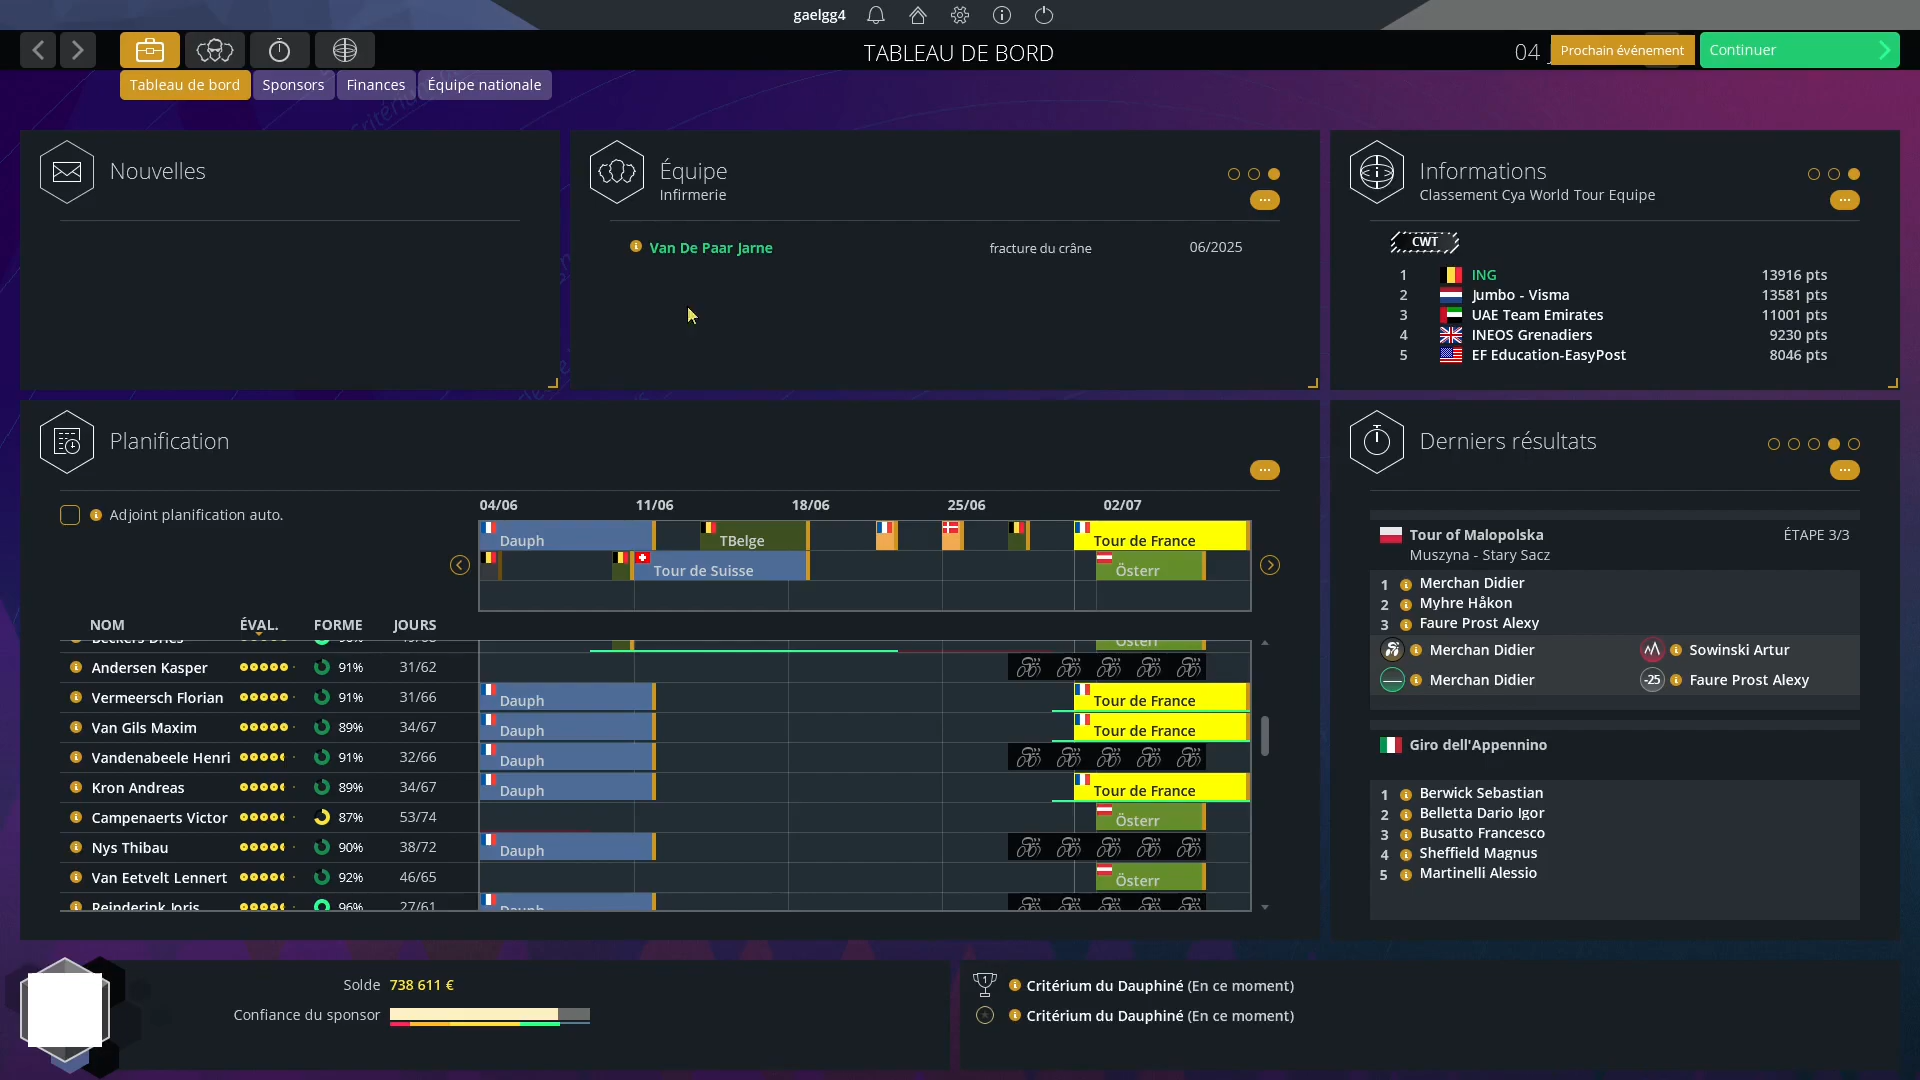 gaelgg4
TABLEAU DE BORD
04
Prochain événement
Continuer
Tableau de bord
Sponsors
Finances
Équipe nationale
Nouvelles
Équipe
Infirmerie
Van De Paar Jarne
fracture du crâne
06/2025
Informations
Classement Cya World Tour Equipe
CWT
1 ING 13916 pts
2 Jumbo - Visma 13581 pts
3 UAE Team Emirates 11001 pts
4 INEOS Grenadiers 9230 pts
5 EF Education-EasyPost 8046 pts
Planification
Adjoint planification auto.
04/06 11/06 18/06 25/06 02/07
Dauph TBelge Tour de France
Tour de Suisse Österr
NOM ÉVAL. FORME JOURS
Beckers Dries Österr
Andersen Kasper 91% 31/62
Vermeersch Florian 91% 31/66 Dauph Tour de France
Van Gils Maxim 89% 34/67 Dauph Tour de France
Vandenabeele Henri 91% 32/66 Dauph
Kron Andreas 89% 34/67 Dauph Tour de France
Campenaerts Victor 87% 53/74 Österr
Nys Thibau 90% 38/72 Dauph
Van Eetvelt Lennert 92% 46/65 Österr
Reinderink Joris 96% 27/61 Dauph
Derniers résultats
Tour of Malopolska ÉTAPE 3/3
Muszyna - Stary Sacz
1 Merchan Didier
2 Myhre Håkon
3 Faure Prost Alexy
Merchan Didier Sowinski Artur
Merchan Didier -25 Faure Prost Alexy
Giro dell'Appennino
1 Berwick Sebastian
2 Belletta Dario Igor
3 Busatto Francesco
4 Sheffield Magnus
5 Martinelli Alessio
Solde 738 611 €
Confiance du sponsor
1 Critérium du Dauphiné (En ce moment)
Critérium du Dauphiné (En ce moment)